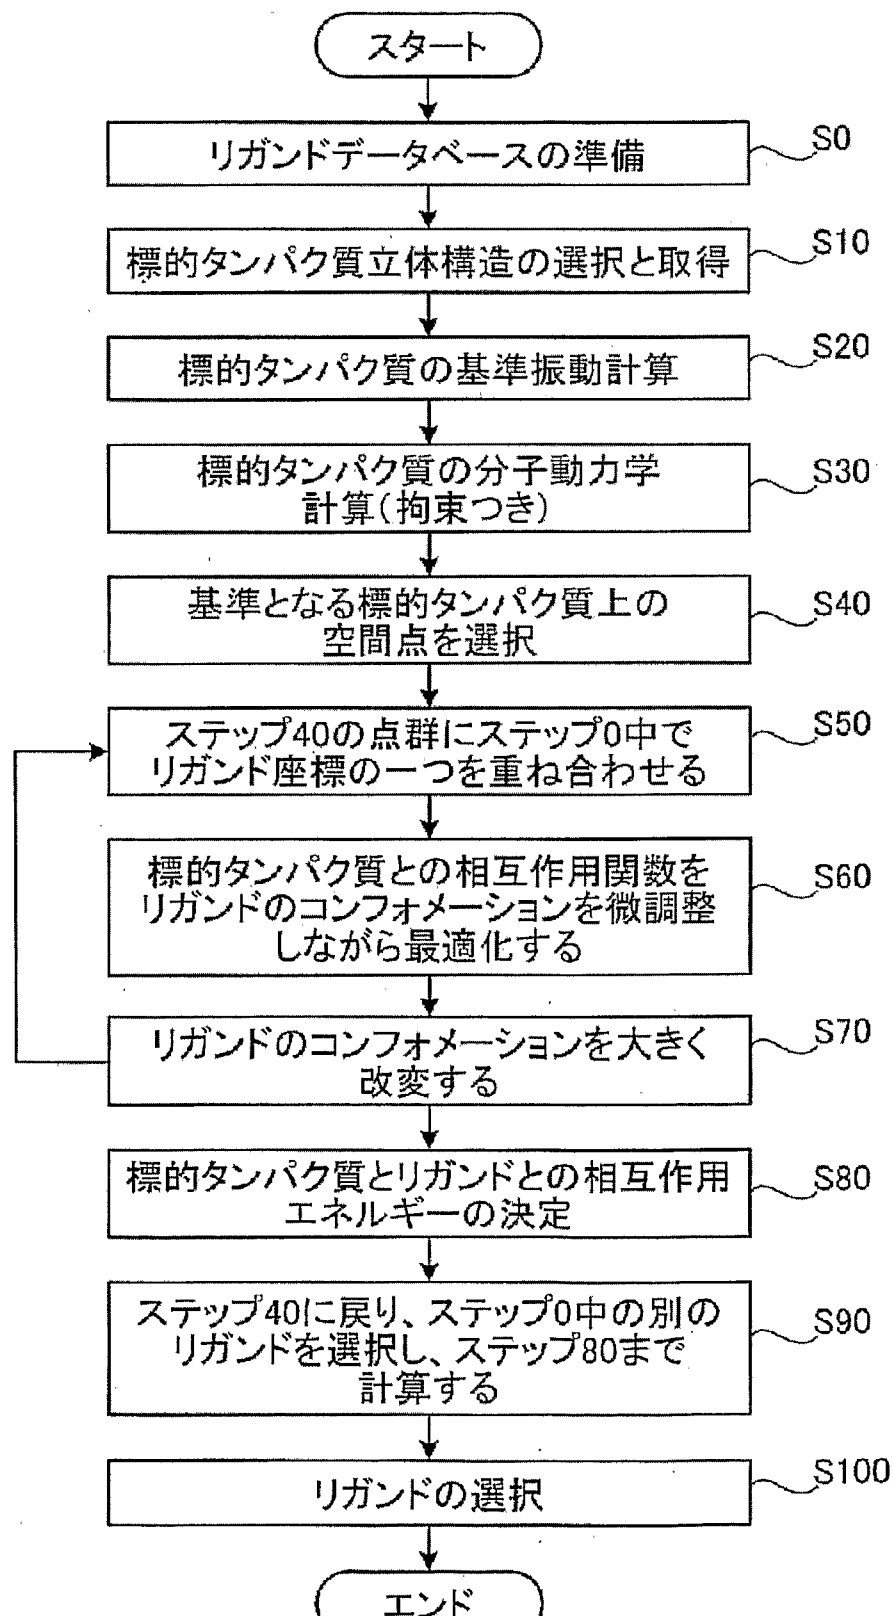 スタート
リガンドデータベースの準備
S0
標的タンパク質立体構造の選択と取得
S10
標的タンパク質の基準振動計算
S20
標的タンパク質の分子動力学
計算(拘束つき)
S30
基準となる標的タンパク質上の
空間点を選択
S40
ステップ40の点群にステップ0中で
リガンド座標の一つを重ね合わせる
S50
標的タンパク質との相互作用関数を
リガンドのコンフォメーションを微調整
しながら最適化する
S60
リガンドのコンフォメーションを大きく
改変する
S70
標的タンパク質とリガンドとの相互作用
エネルギーの決定
S80
ステップ40に戻り、ステップ0中の別の
リガンドを選択し、ステップ80まで
計算する
S90
リガンドの選択
S100
エンド